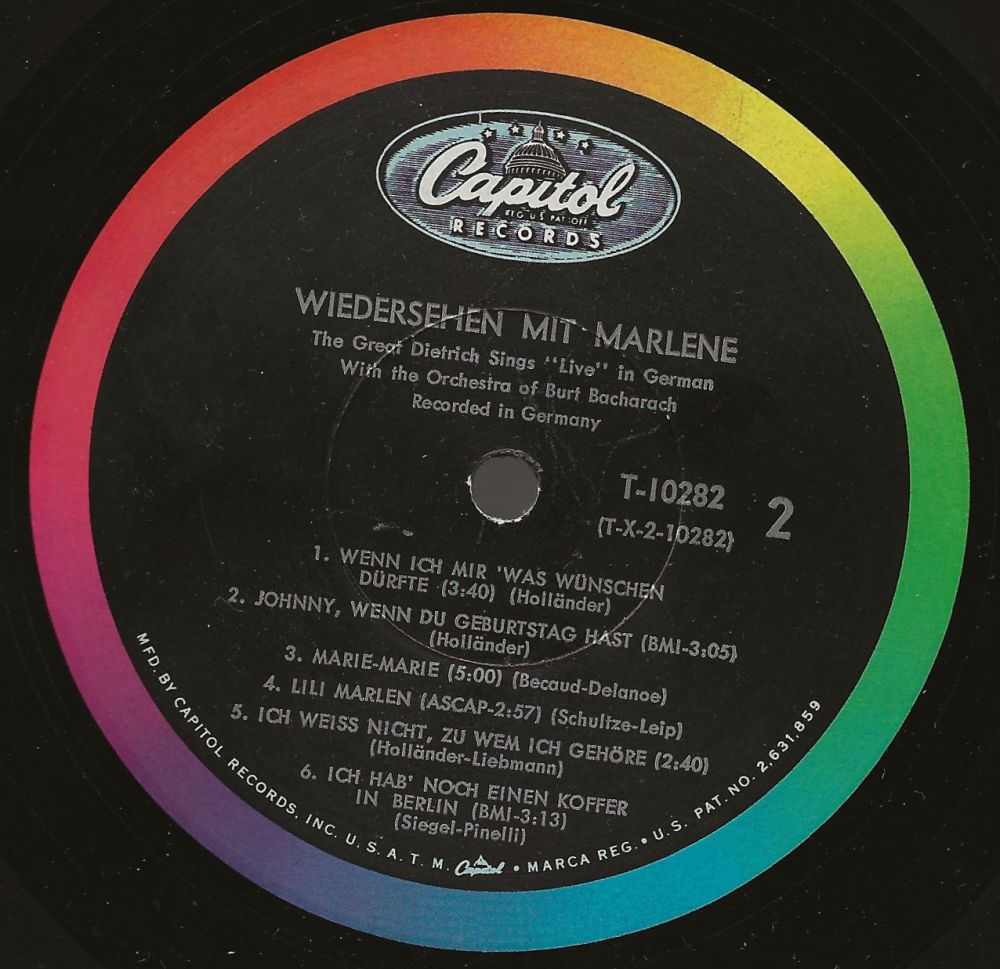 Capitol
REG. U.S. PAT. OFF.
RECORDS
WIEDERSEHEN MIT MARLENE
The Great Dietrich Sings "Live" in German
With the Orchestra of Burt Bacharach
Recorded in Germany
T-10282
2
(T-X-2-10282)
1. WENN ICH MIR 'WAS WÜNSCHEN
DÜRFTE (3:40) (Holländer)
2. JOHNNY, WENN DU GEBURTSTAG HAST (BMI-3:05)
(Holländer)
3. MARIE-MARIE (5:00) (Becaud-Delanoe)
4. LILI MARLEN (ASCAP-2:57) (Schultze-Leip)
5. ICH WEISS NICHT, ZU WEM ICH GEHÖRE (2:40)
(Holländer-Liebmann)
6. ICH HAB' NOCH EINEN KOFFER
IN BERLIN (BMI-3:13)
(Siegel-Pinelli)
MFD. BY CAPITOL RECORDS, INC. U.S.A. T.M. Capitol • MARCA REG. • U.S. PAT. NO. 2,631,859